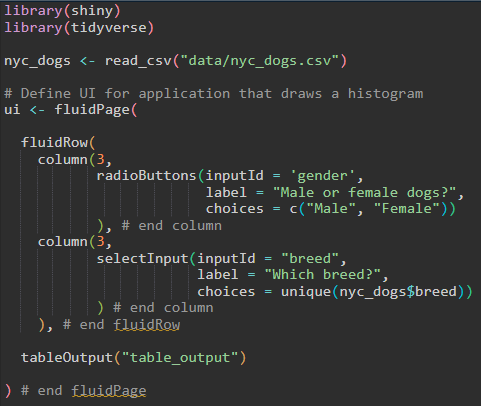 library(shiny)
library(tidyverse)
nyc_dogs <- read_csv("data/nyc_dogs.csv")
# Define UI for application that draws a histogram
ui <- fluidPage(
fluidRow(
column(3,
radioButtons(inputId = 'gender',
label = "Male or female dogs?",
choices = c("Male", "Female"))
), # end column
column(3,
selectInput(inputId = "breed",
label = "Which breed?",
choices = unique(nyc_dogs$breed))
) # end column
), # end fluidRow
tableOutput("table_output")
) # end fluidPage